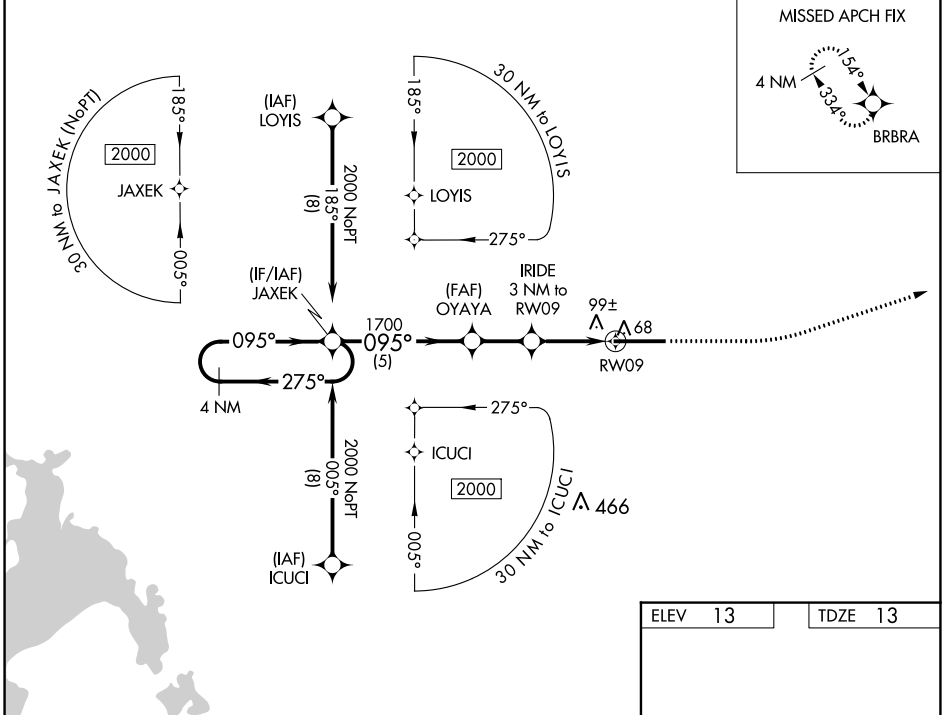 MISSED APCH FIX
4 NM
154°
334°
BRBRA
30 NM to JAXEK (NoPT)
185°
2000
JAXEK
005°
(IAF)
LOYIS
2000 NoPT
185°
(8)
185°
30 NM to LOYIS
2000
LOYIS
275°
(IF/IAF)
JAXEK
(FAF)
OYAYA
IRIDE
3 NM to
RW09
095°
1700
095°
(5)
99±
68
RW09
275°
4 NM
2000 NoPT
005°
(8)
275°
ICUCI
2000
005°
30 NM to ICUCI
466
(IAF)
ICUCI
ELEV 13
TDZE 13